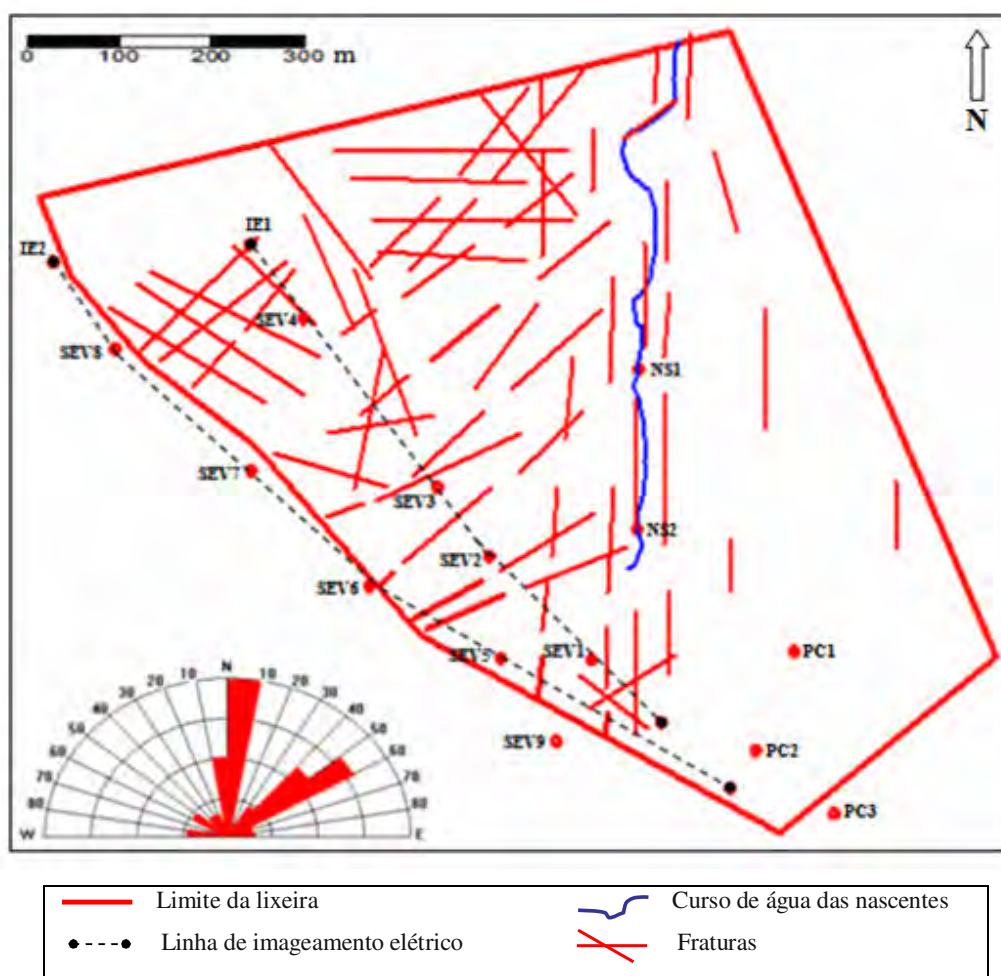 0 100 200 300 m
N
IE1
IE2
SEV4
SEV8
NS1
SEV7
SEV3
NS2
SEV2
SEV6
SEV5
SEV1
PC1
SEV9
PC2
PC3
N
10 10
20 20
30 30
40 40
50 50
60 60
70 70
80 80
W E
Limite da lixeira Curso de água das nascentes
Linha de imageamento elétrico Fraturas